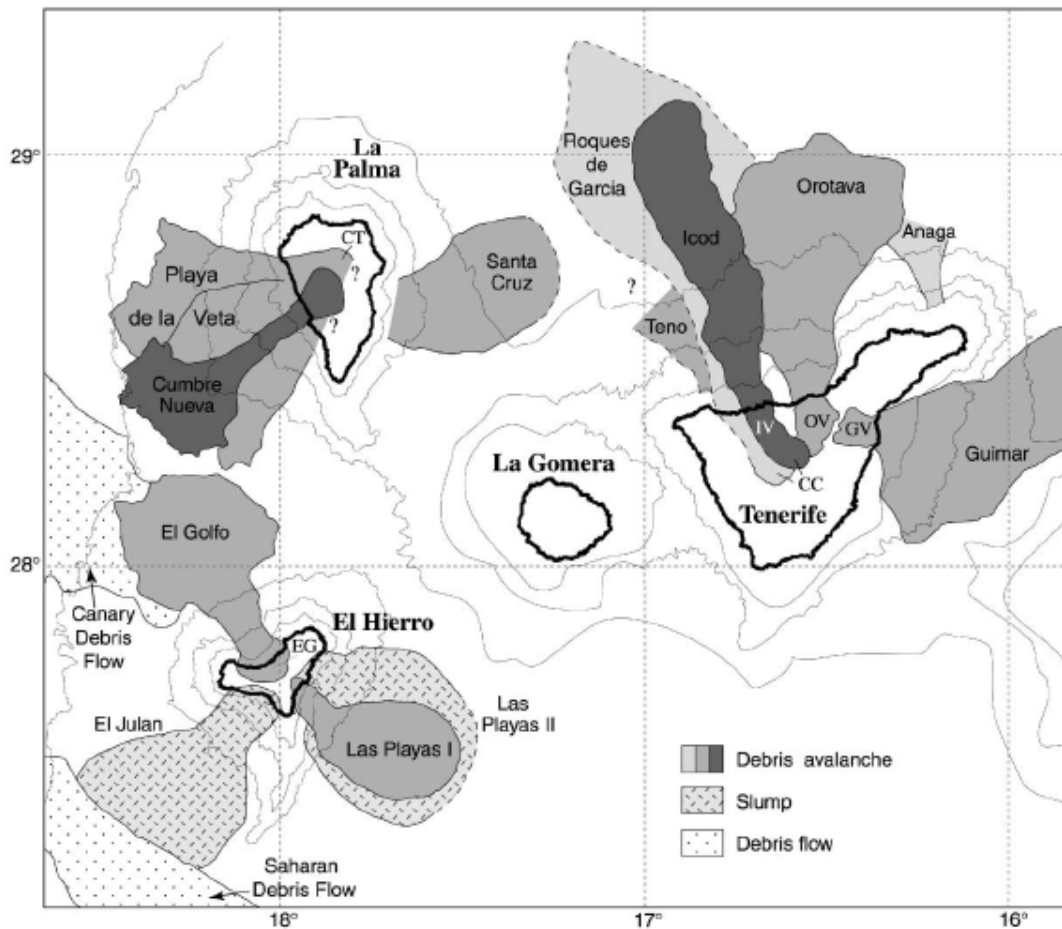 29°
28°
18°
17°
16°
La
Palma
CT
?
?
Playa
de la Veta
Cumbre
Nueva
Santa
Cruz
Roques
de
Garcia
Icod
Orotava
Anaga
?
Teno
IV
OV
GV
CC
Guimar
Tenerife
La Gomera
El Golfo
Canary
Debris
Flow
El Hierro
EG
El Julan
Las
Playas II
Las Playas I
Saharan
Debris Flow
Debris avalanche
Slump
Debris flow